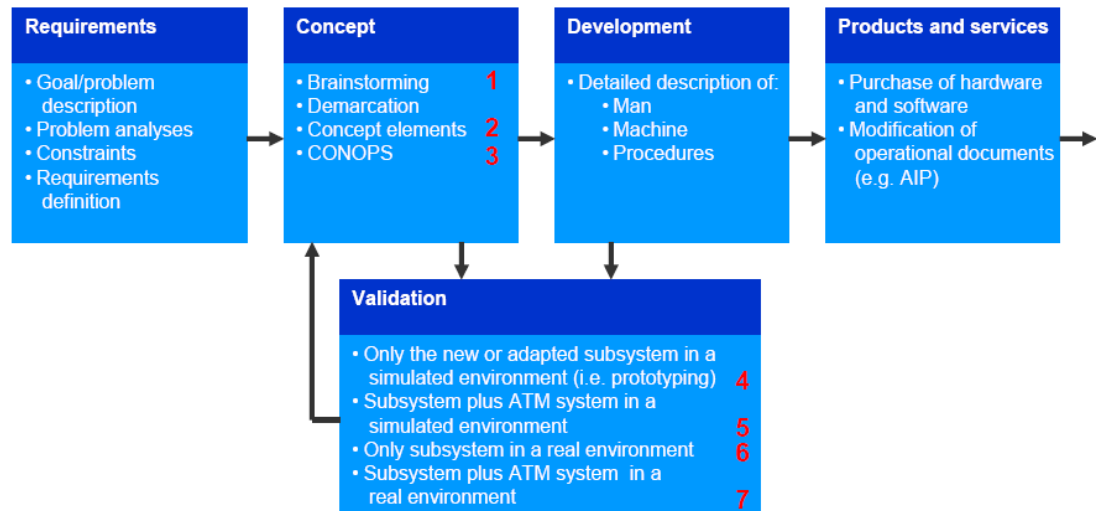 Requirements
• Goal/problem
description
• Problem analyses
• Constraints
• Requirements
definition
Concept
• Brainstorming 1
• Demarcation
• Concept elements 2
• CONOPS 3
Development
• Detailed description of:
• Man
• Machine
• Procedures
Products and services
• Purchase of hardware
and software
• Modification of
operational documents
(e.g. AIP)
Validation
• Only the new or adapted subsystem in a
simulated environment (i.e. prototyping) 4
• Subsystem plus ATM system in a
simulated environment 5
• Only subsystem in a real environment 6
• Subsystem plus ATM system in a
real environment 7